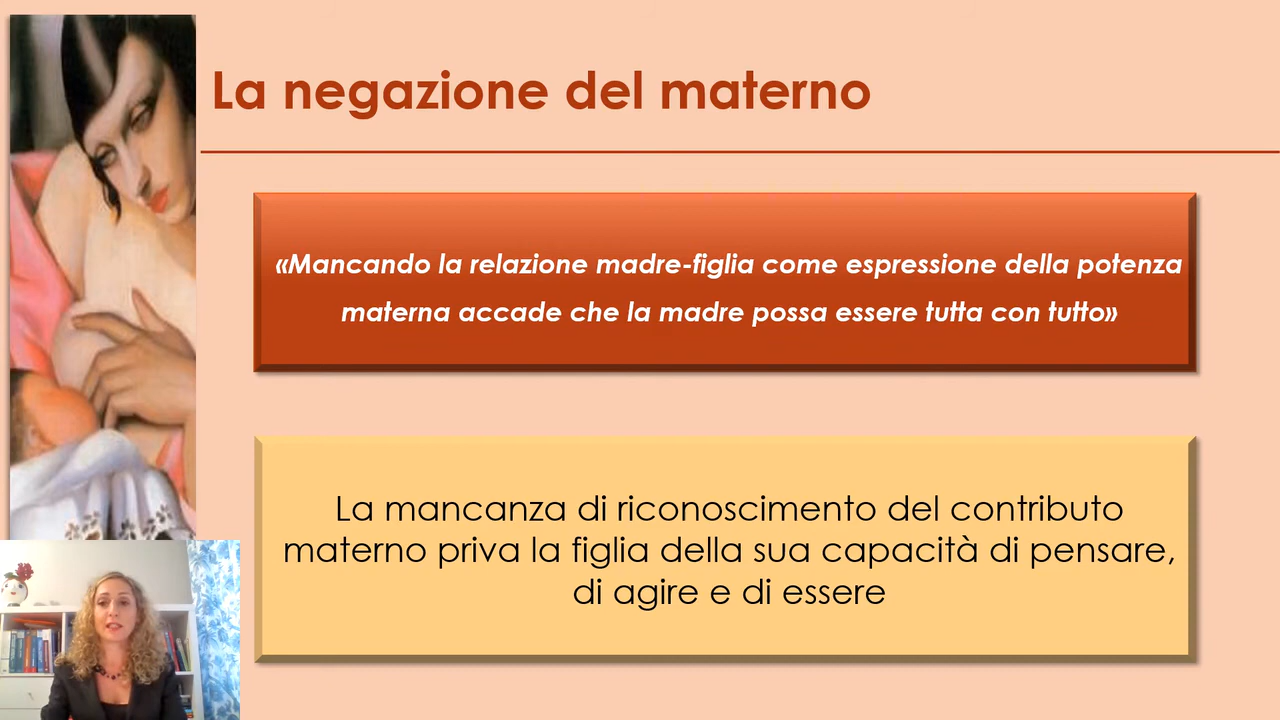 La negazione del materno
«Mancando la relazione madre-figlia come espressione della potenza
materna accade che la madre possa essere tutta con tutto»
La mancanza di riconoscimento del contributo
materno priva la figlia della sua capacità di pensare,
di agire e di essere